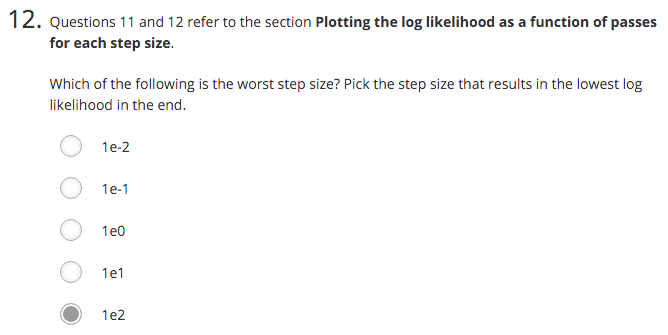 12. Questions 11 and 12 refer to the section Plotting the log likelihood as a function of passes
for each step size.
Which of the following is the worst step size? Pick the step size that results in the lowest log
likelihood in the end.
1e-2
1e-1
1e0
1e1
1e2